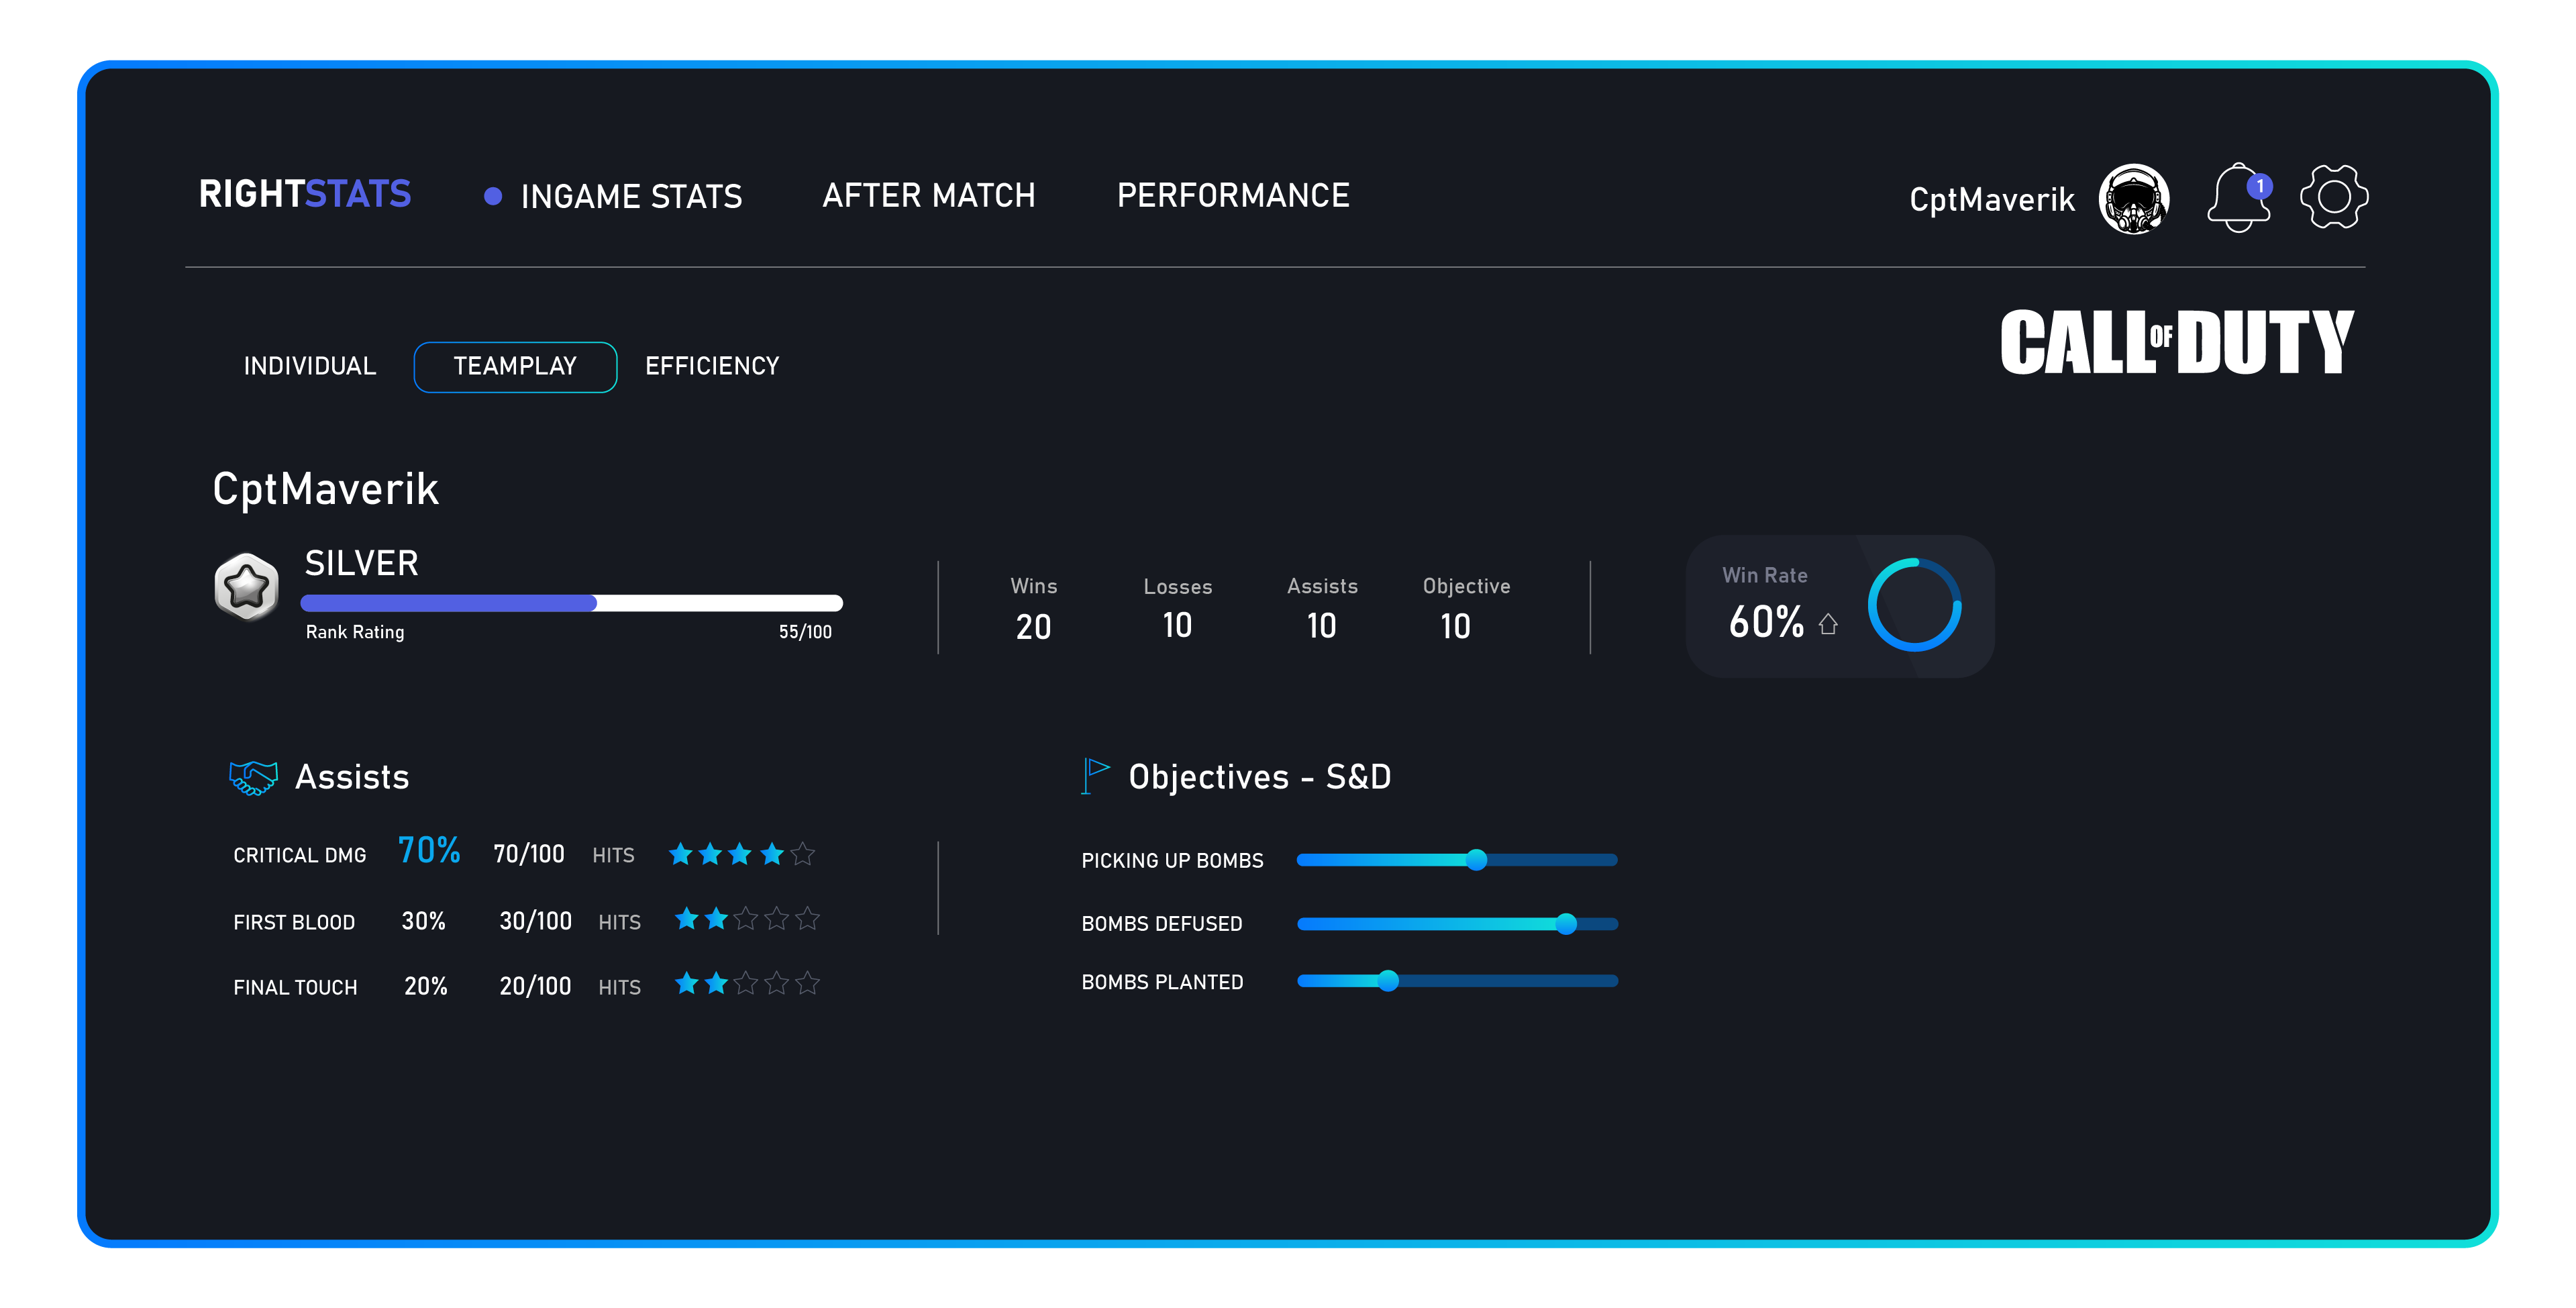 RIGHTSTATS INGAME STATS AFTER MATCH PERFORMANCE CptMaverik 1
CALL OF DUTY
INDIVIDUAL TEAMPLAY EFFICIENCY
CptMaverik
SILVER
Rank Rating 55/100
Wins Losses Assists Objective
20 10 10 10
Win Rate
60%
Assists
CRITICAL DMG 70% 70/100 HITS
FIRST BLOOD 30% 30/100 HITS
FINAL TOUCH 20% 20/100 HITS
Objectives - S&D
PICKING UP BOMBS
BOMBS DEFUSED
BOMBS PLANTED